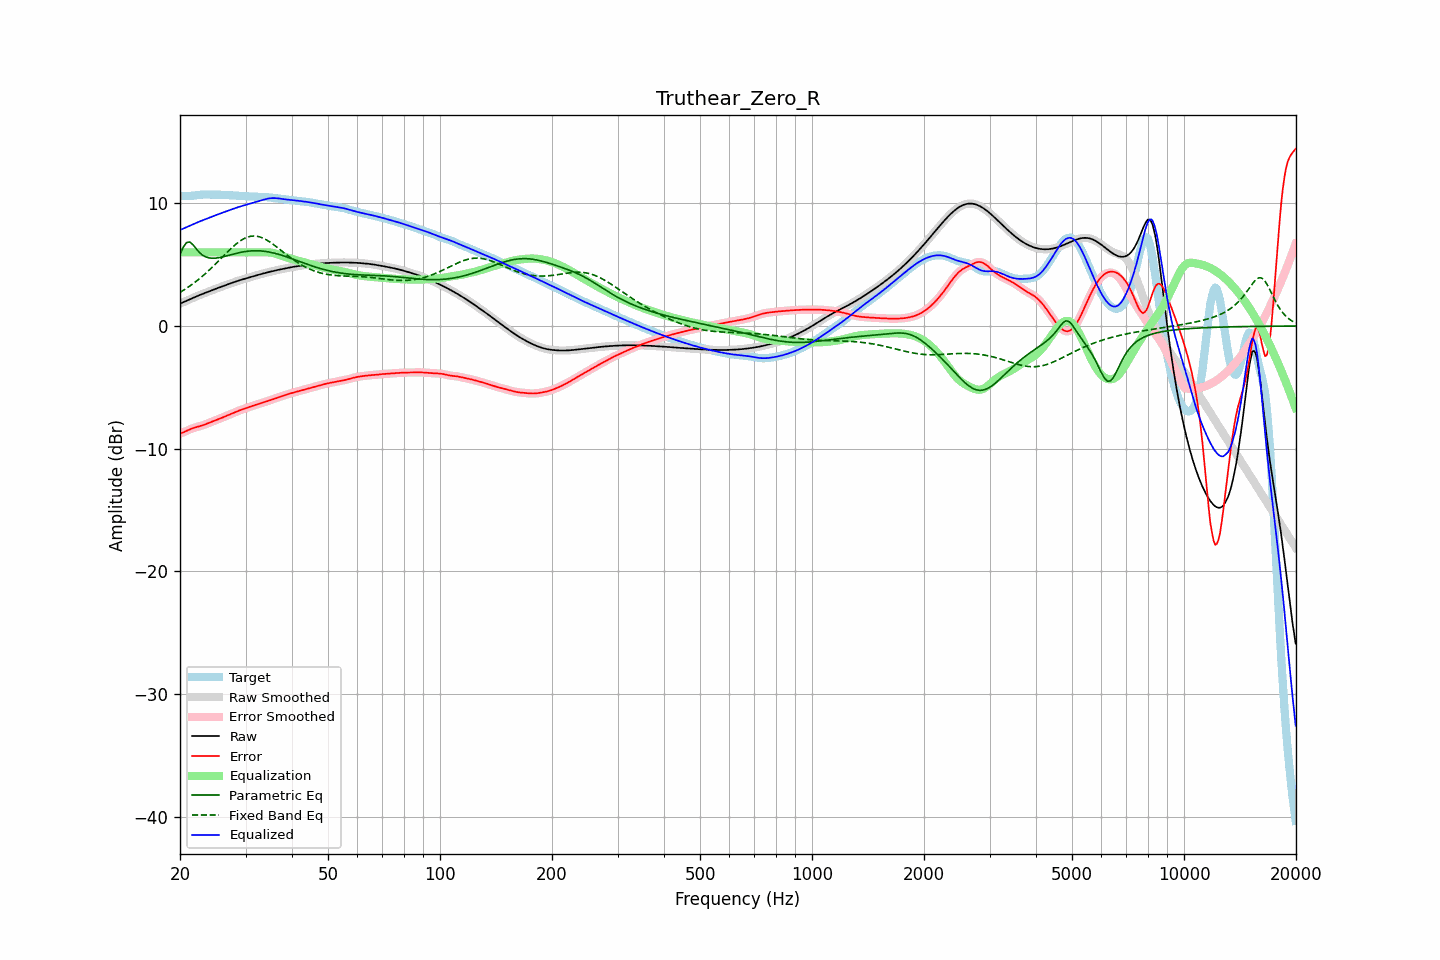 Truthear_Zero_R
10
0
−10
−20
−30
−40
Amplitude (dBr)
Target
Raw Smoothed
Error Smoothed
Raw
Error
Equalization
Parametric Eq
Fixed Band Eq
Equalized
20 50 100 200 500 1000 2000 5000 10000 20000
Frequency (Hz)